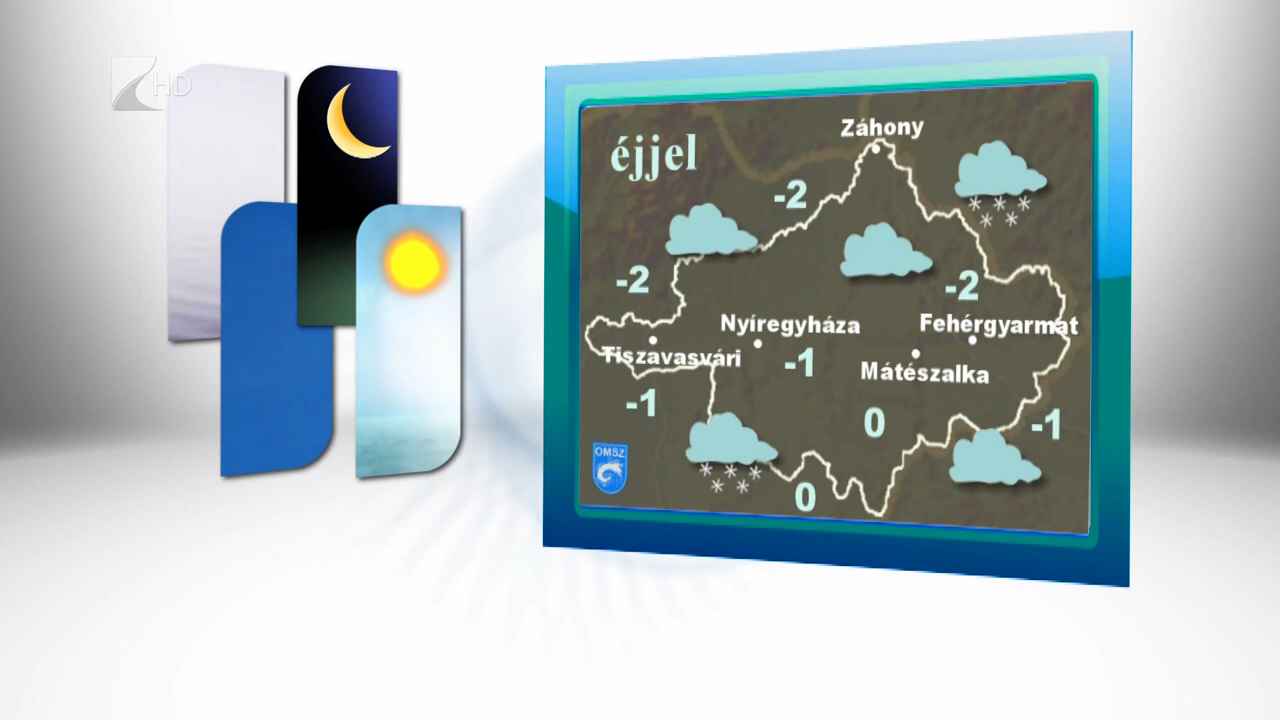 HD
éjjel
Záhony
-2
-2
-2
Nyíregyháza
Fehérgyarmat
Tiszavasvári
-1
Mátészalka
-1
0
-1
OMSZ
0